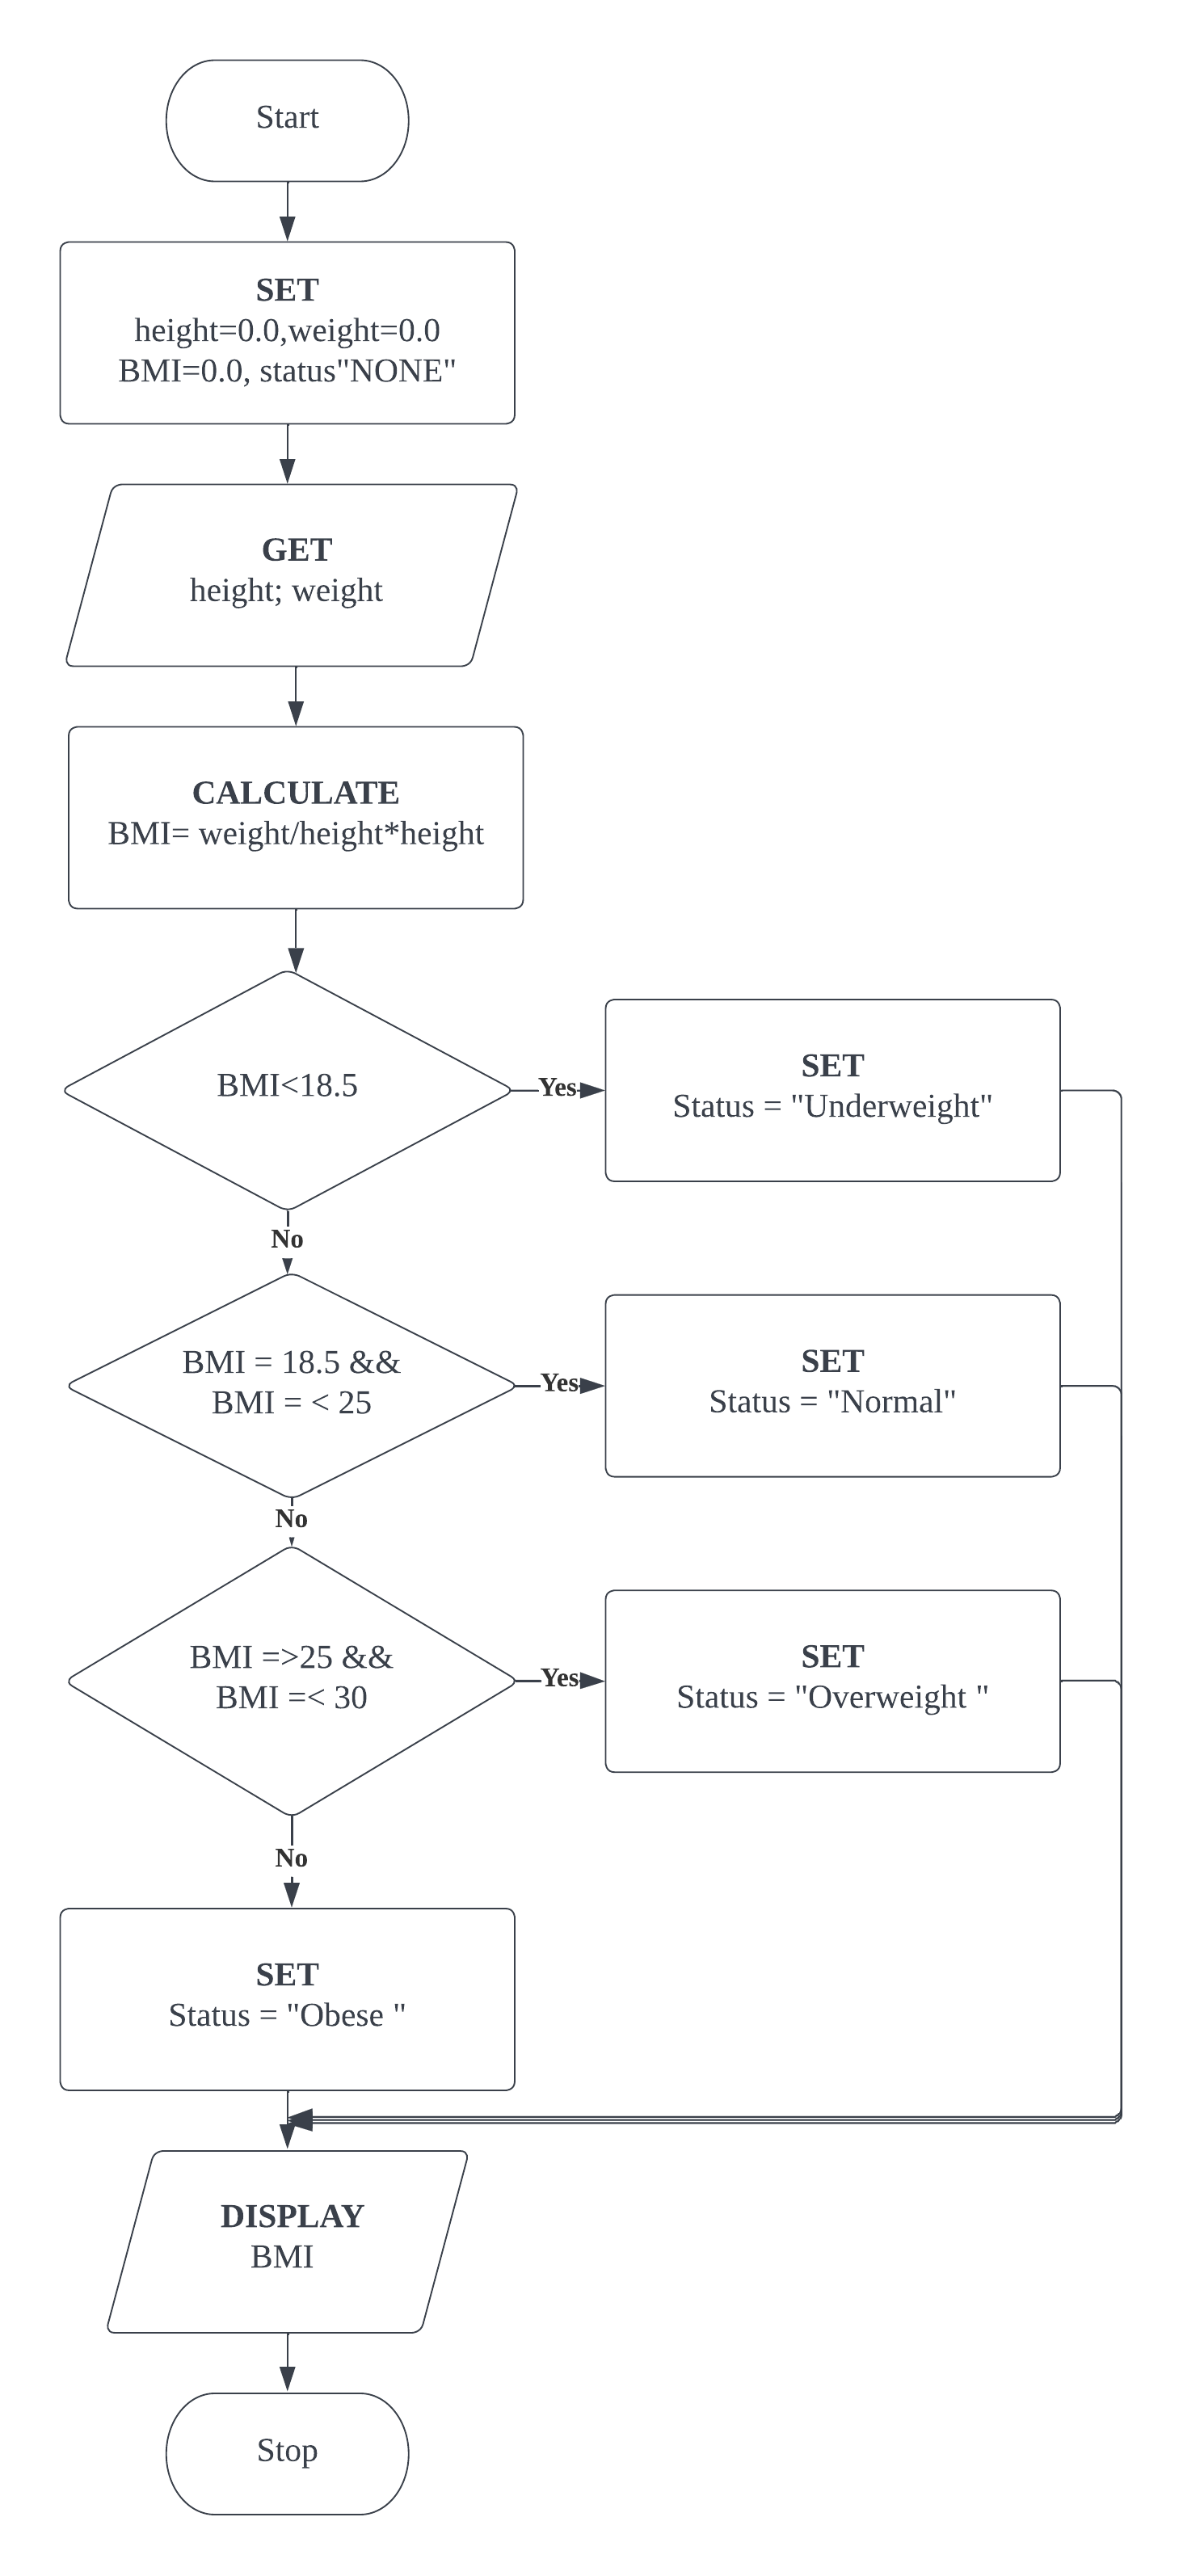 Start
SET
height=0.0,weight=0.0
BMI=0.0, status"NONE"
GET
height; weight
CALCULATE
BMI= weight/height*height
BMI<18.5
Yes
SET
Status = "Underweight"
No
BMI = 18.5 &&
BMI = < 25
Yes
SET
Status = "Normal"
No
BMI =>25 &&
BMI =< 30
Yes
SET
Status = "Overweight "
No
SET
Status = "Obese "
DISPLAY
BMI
Stop